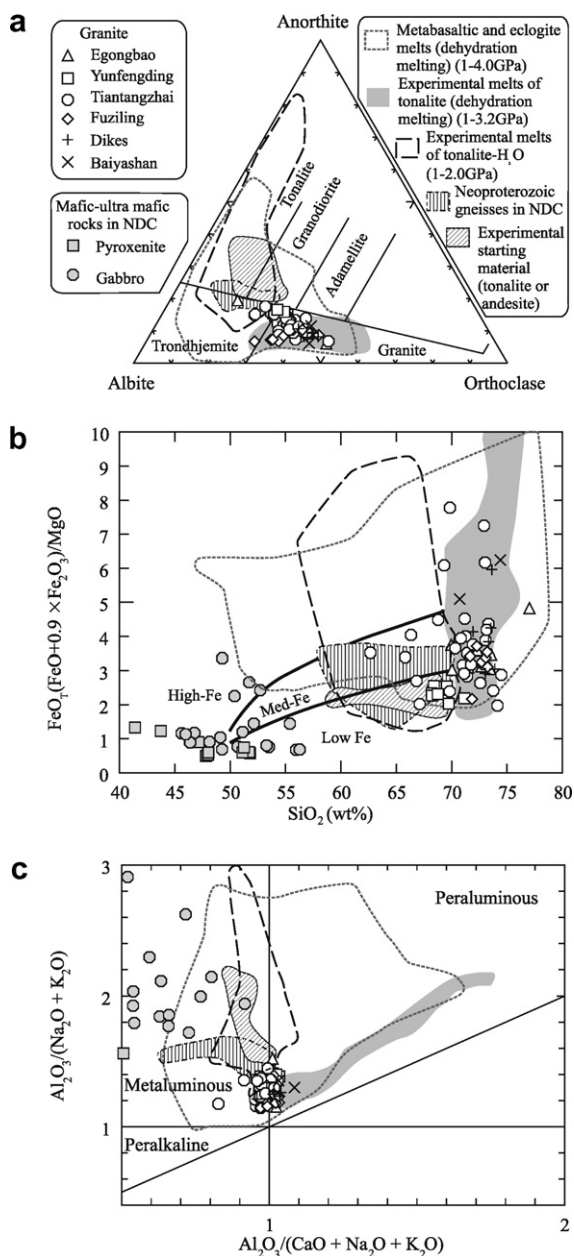 a
Granite
Egongbao
Yunfengding
Tiantangzhai
Fuziling
Dikes
Baiyashan
Mafic-ultra mafic
rocks in NDC
Pyroxenite
Gabbro
Anorthite
Metabasaltic and ecologte
melts (dehydration
melting) (1-4.0GPa)
Experimental melts of
tonalite (dehydration
melting) (1-3.2GPa)
Experimental melts
of tonalite-H₂O
(1-2.0GPa)
Neoproterozoic
gneisses in NDC
Experimental
starting
material
(tonalite or
andesite)
Tonalite
Granodiorite
Adamellite
Trondhjemite
Granite
Albite
Orthoclase
b
FeO_T(FeO+0.9 ×Fe₂O₃)/MgO
10
9
8
7
6
5
4
3
2
1
0
High-Fe
Med-Fe
Low Fe
40 45 50 55 60 65 70 75 80
SiO₂ (wt%)
c
Al₂O₃/(Na₂O + K₂O)
3
2
1
Peraluminous
Metaluminous
Peralkaline
1
2
Al₂O₃/(CaO + Na₂O + K₂O)